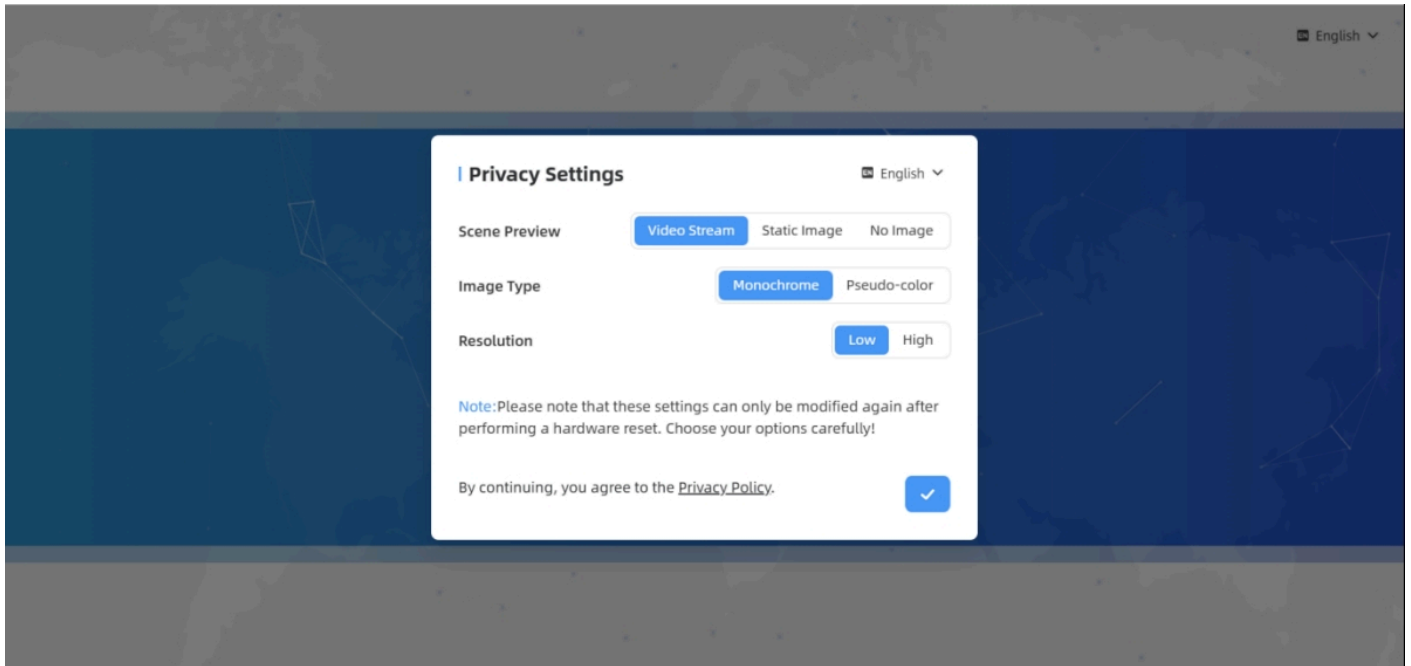 English
Privacy Settings
English
Scene Preview
Video Stream
Static Image
No Image
Image Type
Monochrome
Pseudo-color
Resolution
Low
High
Note:Please note that these settings can only be modified again after
performing a hardware reset. Choose your options carefully!
By continuing, you agree to the Privacy Policy.